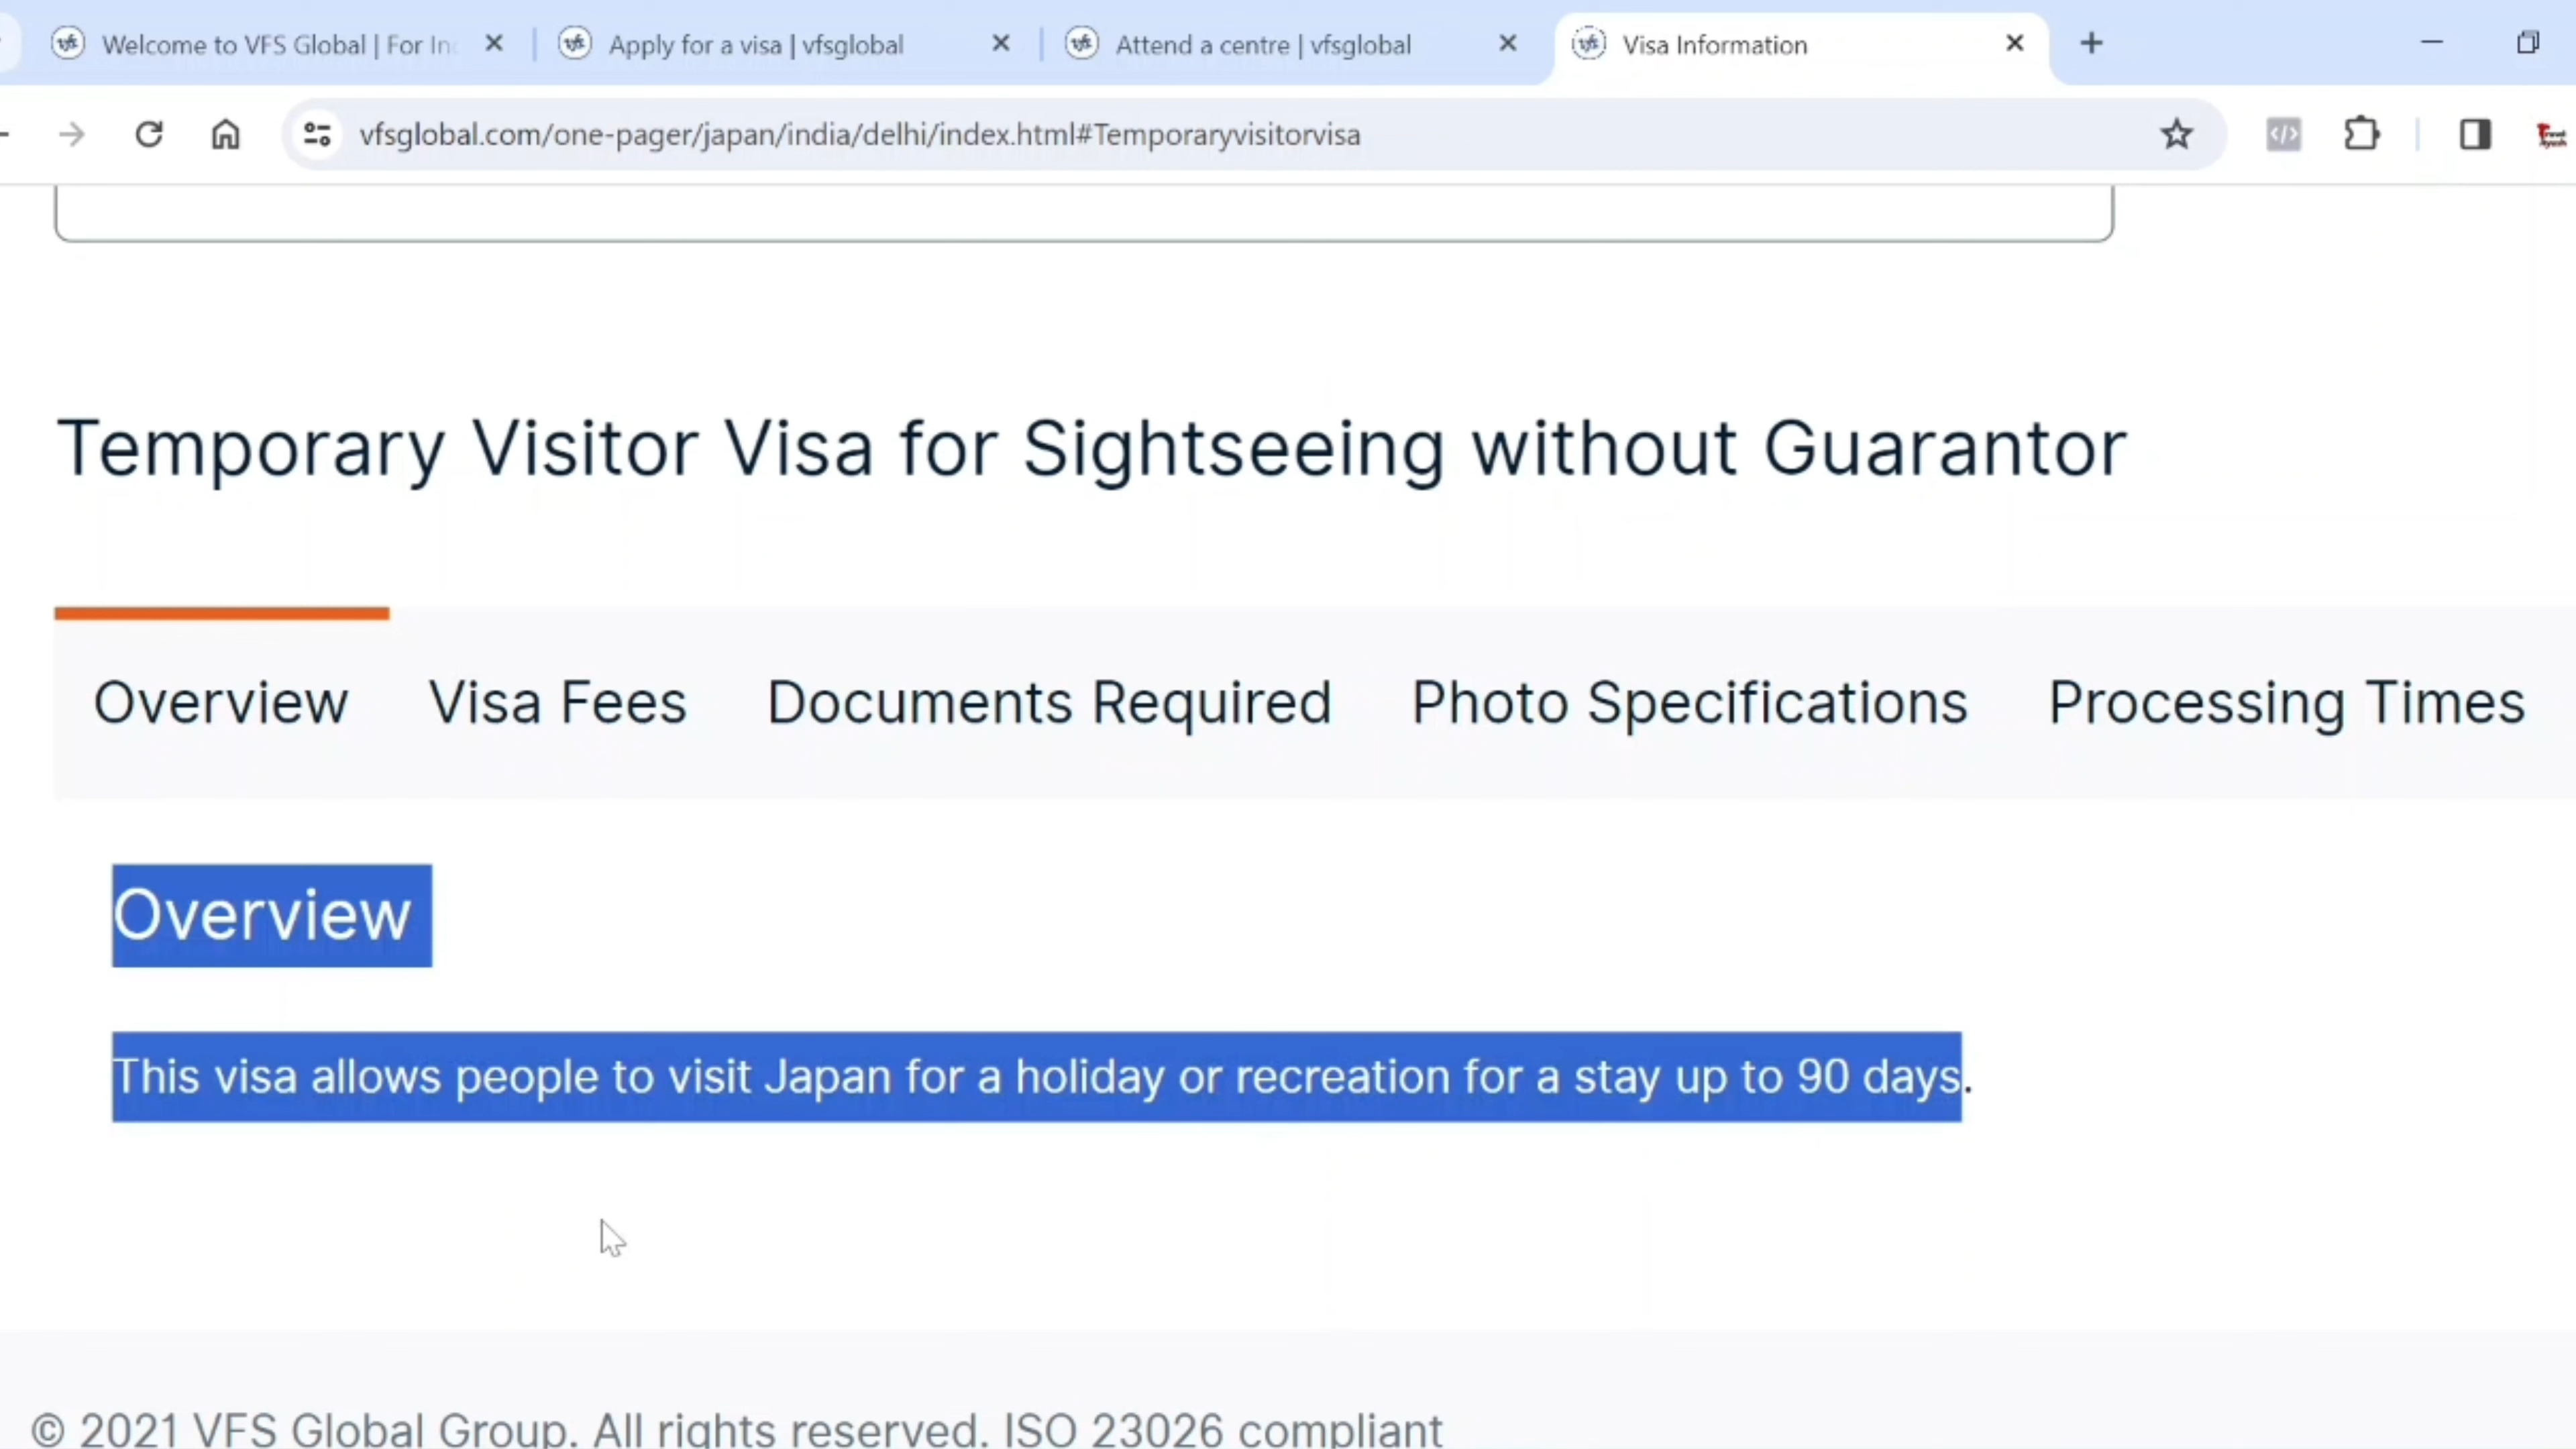 Welcome to VFS Global | For In
Apply for a visa | vfsglobal
Attend a centre | vfsglobal
Visa Information
vfsglobal.com/one-pager/japan/india/delhi/index.html#Temporaryvisitorvisa
Temporary Visitor Visa for Sightseeing without Guarantor
Overview Visa Fees Documents Required Photo Specifications Processing Times
Overview
This visa allows people to visit Japan for a holiday or recreation for a stay up to 90 days.
© 2021 VFS Global Group. All rights reserved. ISO 23026 compliant